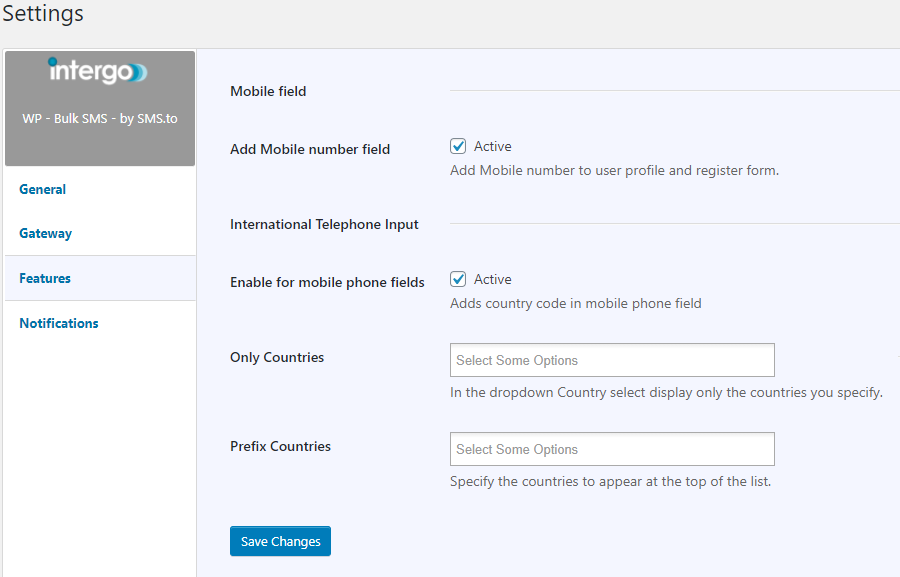 Settings
intergo
WP - Bulk SMS - by SMS.to
General
Gateway
Features
Notifications
Mobile field
Add Mobile number field
Active
Add Mobile number to user profile and register form.
International Telephone Input
Enable for mobile phone fields
Active
Adds country code in mobile phone field
Only Countries
Select Some Options
In the dropdown Country select display only the countries you specify.
Prefix Countries
Select Some Options
Specify the countries to appear at the top of the list.
Save Changes